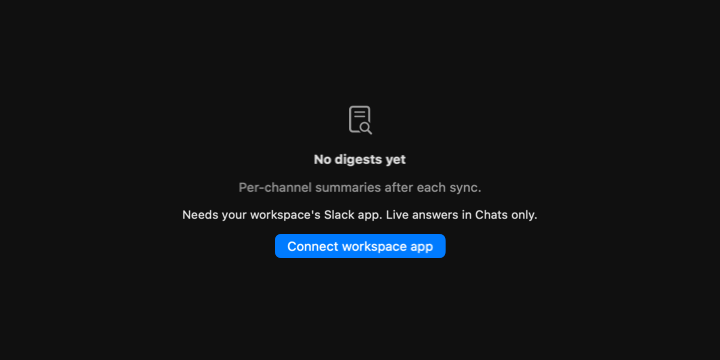 No digests yet
Per-channel summaries after each sync.
Needs your workspace's Slack app. Live answers in Chats only.
Connect workspace app